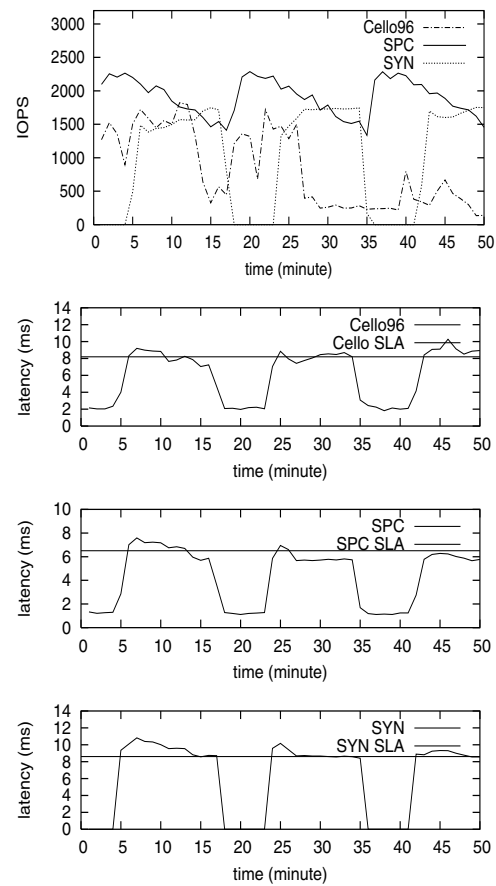 3200
2500
2000
1500
1000
500
0
IOPS
Cello96
SPC
SYN
0 5 10 15 20 25 30 35 40 45 50
time (minute)
14
12
10
8
6
4
2
0
latency (ms)
Cello96
Cello SLA
0 5 10 15 20 25 30 35 40 45 50
time (minute)
10
8
6
4
2
0
latency (ms)
SPC
SPC SLA
0 5 10 15 20 25 30 35 40 45 50
time (minute)
14
12
10
8
6
4
2
0
latency (ms)
SYN
SYN SLA
0 5 10 15 20 25 30 35 40 45 50
time (minute)